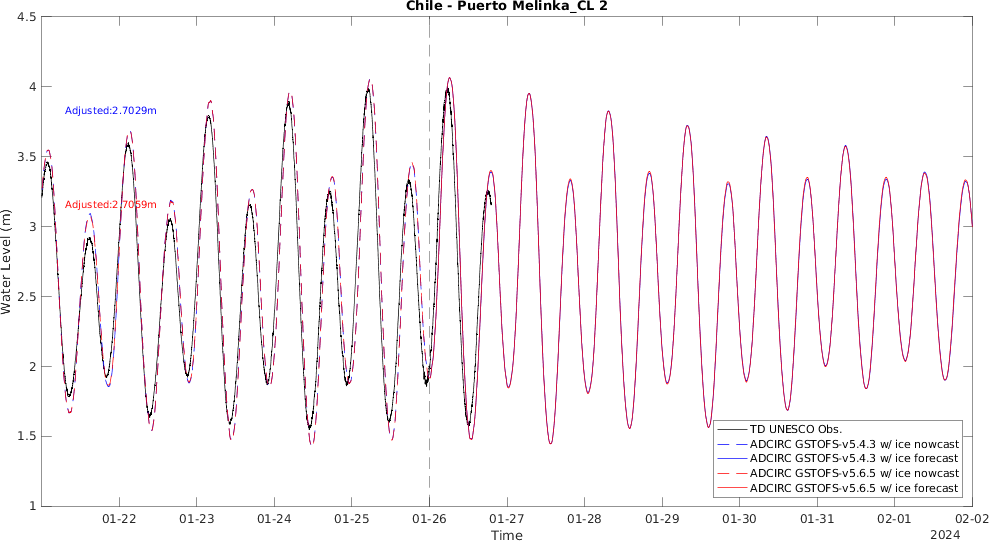 Chile - Puerto Melinka_CL 2
4.5
4
3.5
3
2.5
2
1.5
1
Water Level (m)
Adjusted:2.7029m
Adjusted:2.7059m
TD UNESCO Obs.
ADCIRC GSTOFS-v5.4.3 w/ ice nowcast
ADCIRC GSTOFS-v5.4.3 w/ ice forecast
ADCIRC GSTOFS-v5.6.5 w/ ice nowcast
ADCIRC GSTOFS-v5.6.5 w/ ice forecast
01-22 01-23 01-24 01-25 01-26 01-27 01-28 01-29 01-30 01-31 02-01 02-02
Time
2024